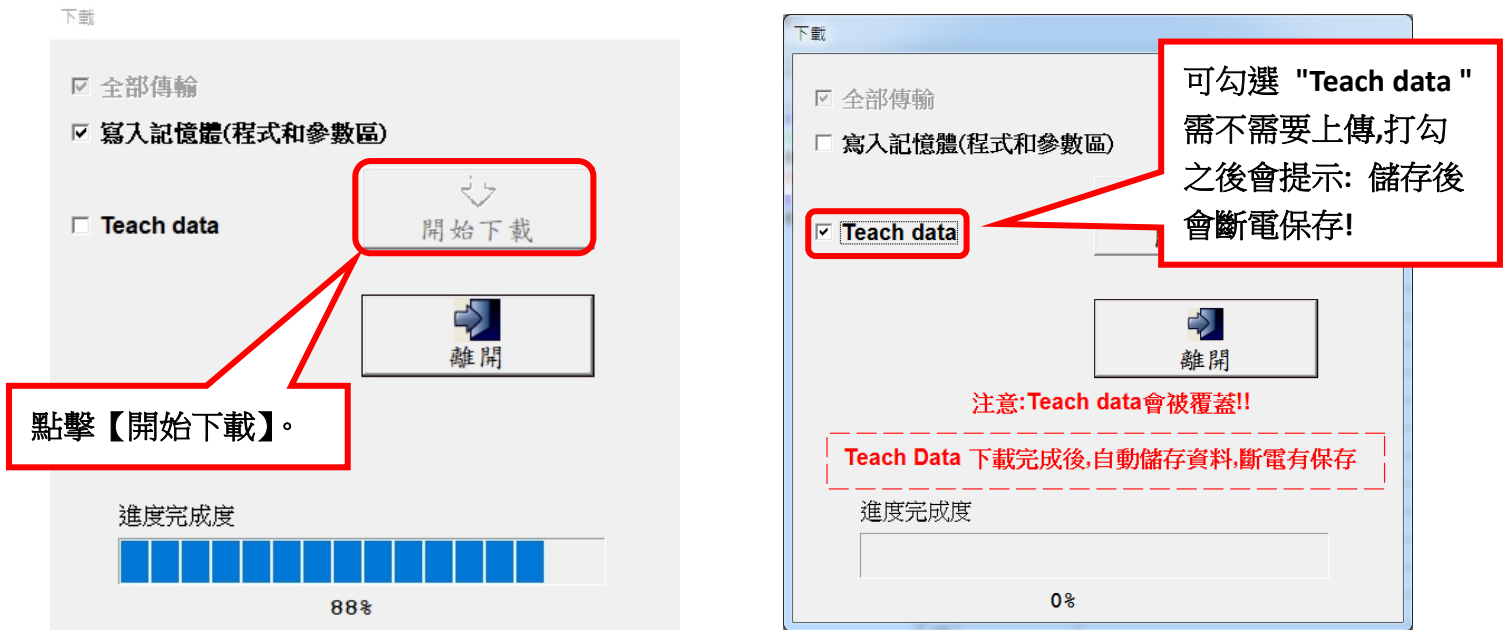 下載
全部傳輸
寫入記憶體(程式和參數區)
Teach data
開始下載
離開
點擊【開始下載】。
進度完成度
88%
下載
全部傳輸
寫入記憶體(程式和參數區)
可勾選 "Teach data "
需不需要上傳,打勾
之後會提示: 儲存後
會斷電保存!
Teach data
離開
注意:Teach data會被覆蓋!!
Teach Data 下載完成後,自動儲存資料,斷電有保存
進度完成度
0%